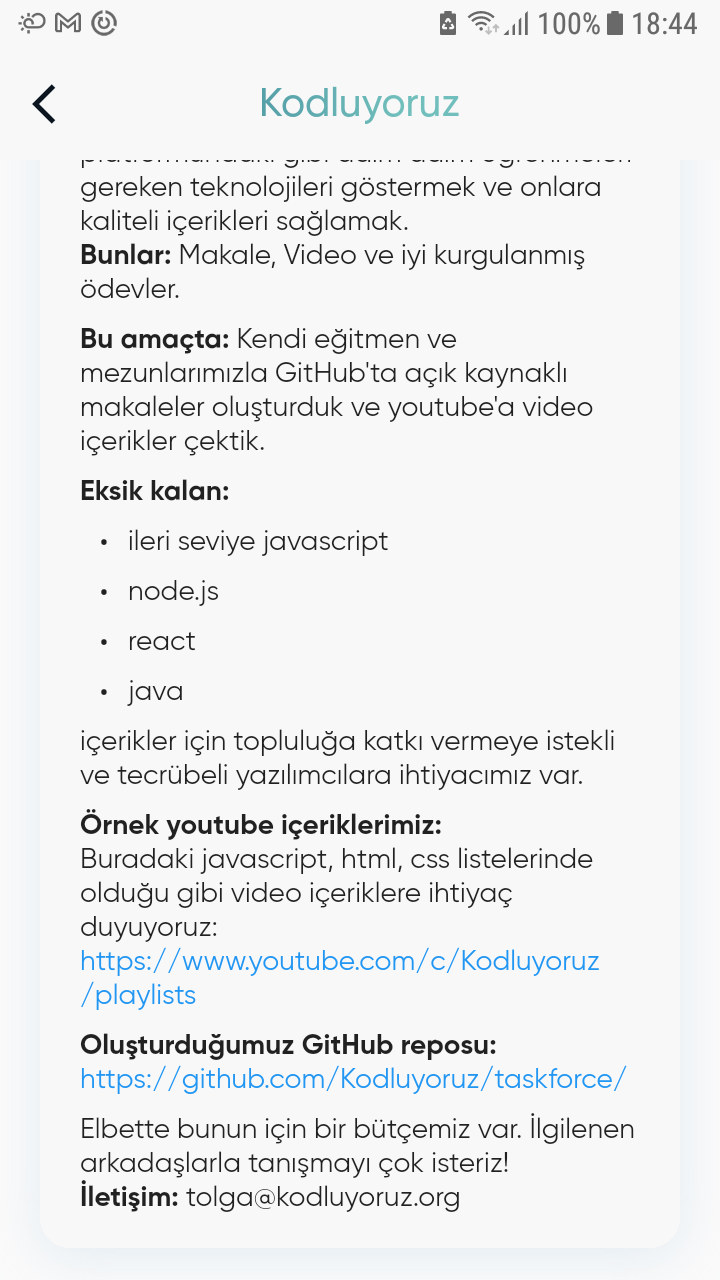 100% 18:44
Kodluyoruz
gereken teknolojileri göstermek ve onlara
kaliteli içerikleri sağlamak.
Bunlar: Makale, Video ve iyi kurgulanmış
ödevler.
Bu amaçta: Kendi eğitmen ve
mezunlarımızla GitHub'ta açık kaynaklı
makaleler oluşturduk ve youtube'a video
içerikler çektik.
Eksik kalan:
• ileri seviye javascript
• node.js
• react
• java
içerikler için topluluğa katkı vermeye istekli
ve tecrübeli yazılımcılara ihtiyacımız var.
Örnek youtube içeriklerimiz:
Buradaki javascript, html, css listelerinde
olduğu gibi video içeriklere ihtiyaç
duyuyoruz:
https://www.youtube.com/c/Kodluyoruz
/playlists
Oluşturduğumuz GitHub reposu:
https://github.com/Kodluyoruz/taskforce/
Elbette bunun için bir bütçemiz var. İlgilenen
arkadaşlarla tanışmayı çok isteriz!
İletişim: tolga@kodluyoruz.org